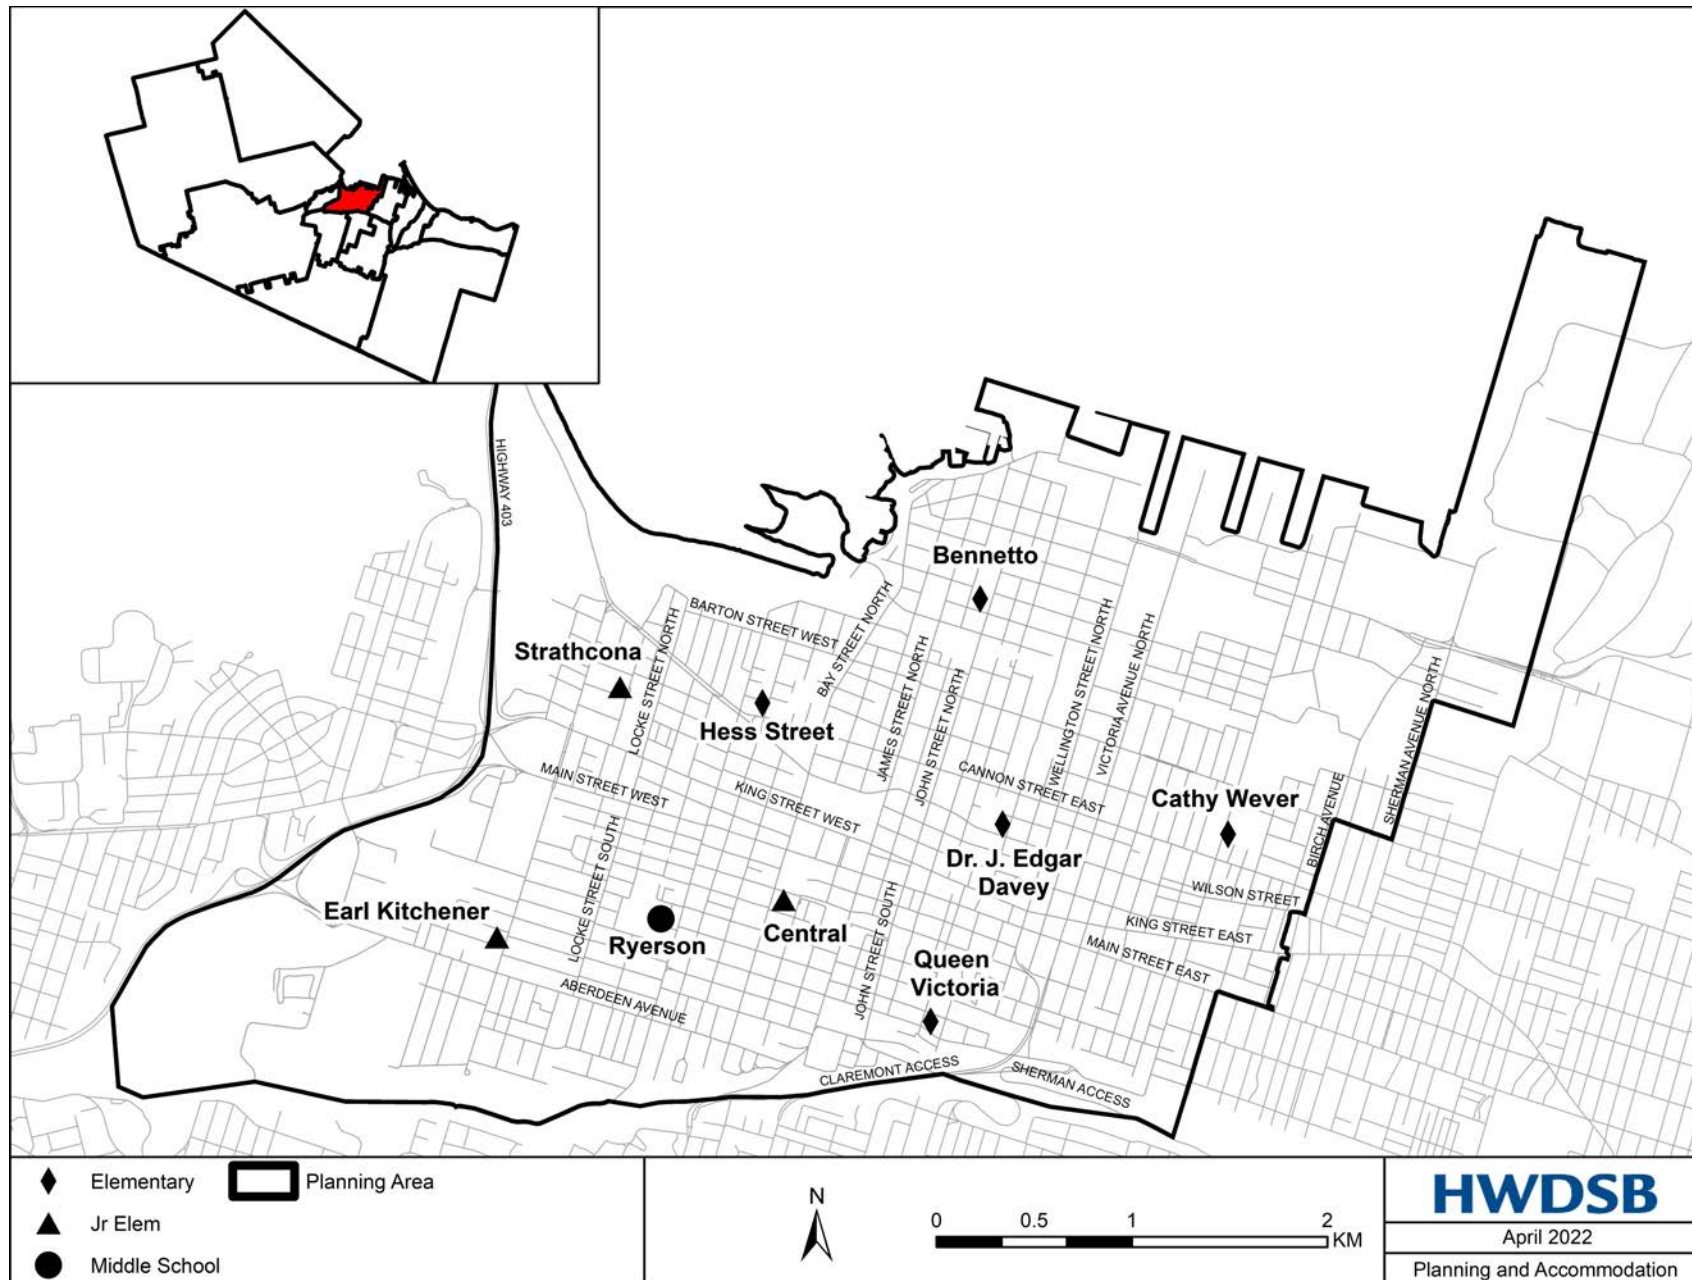 HIGHWAY 403
Bennetto
BARTON STREET WEST
BAY STREET NORTH
Strathcona
LOCKE STREET NORTH
JAMES STREET NORTH
JOHN STREET NORTH
WELLINGTON STREET NORTH
VICTORIA AVENUE NORTH
SHERMAN AVENUE NORTH
Hess Street
MAIN STREET WEST
KING STREET WEST
CANNON STREET EAST
Cathy Wever
BIRCH AVENUE
LOCKE STREET SOUTH
Dr. J. Edgar
Davey
WILSON STREET
Earl Kitchener
Ryerson
Central
JOHN STREET SOUTH
KING STREET EAST
MAIN STREET EAST
Queen
Victoria
ABERDEEN AVENUE
CLAREMONT ACCESS
SHERMAN ACCESS
Elementary
Planning Area
Jr Elem
Middle School
N
0 0.5 1 2
KM
HWDSB
April 2022
Planning and Accommodation